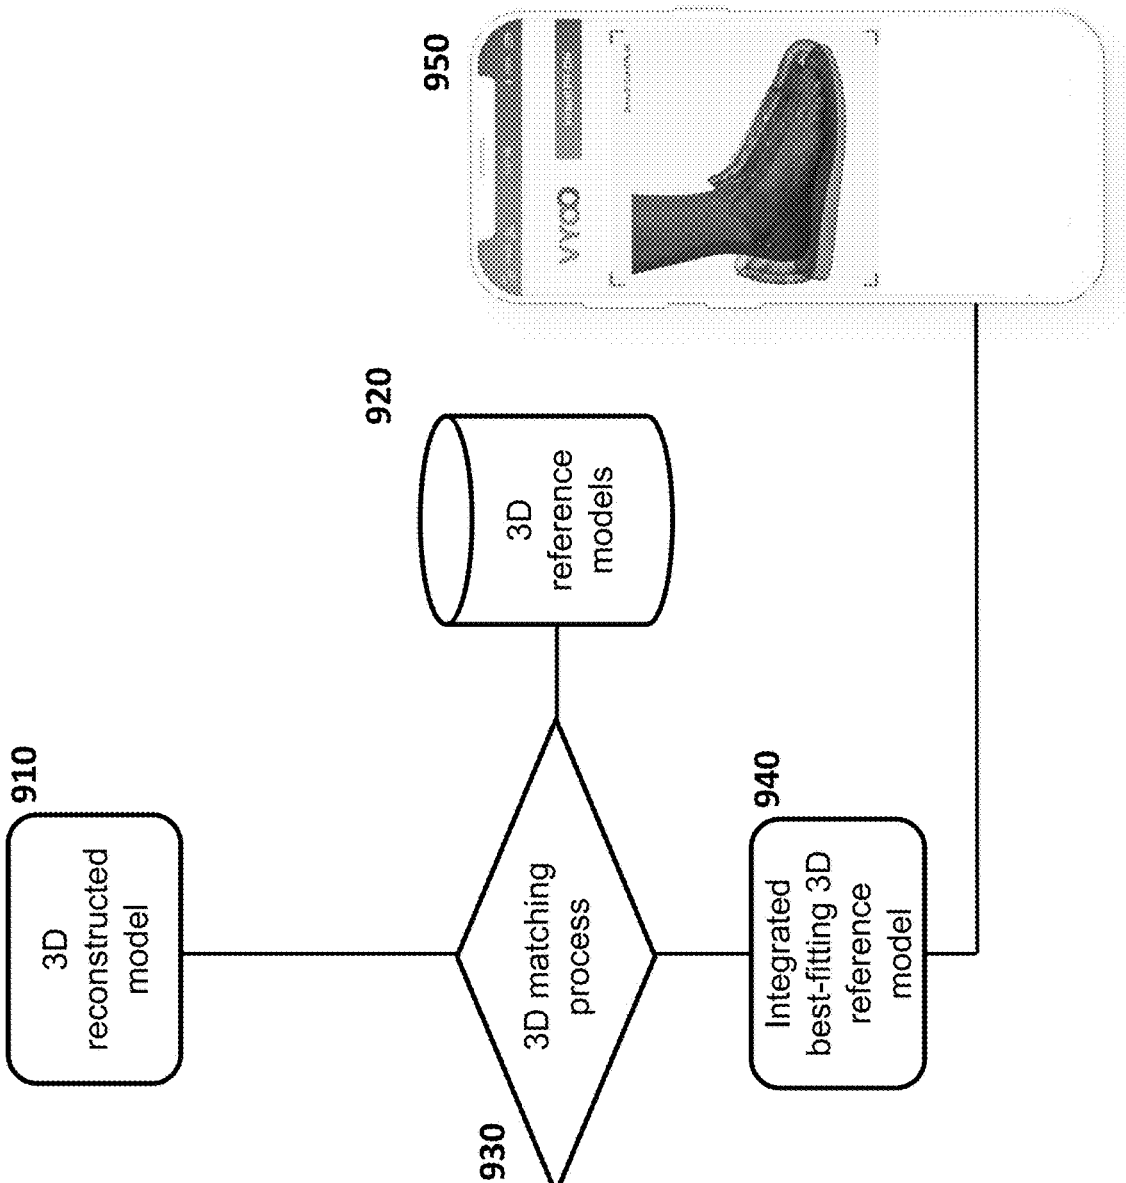 910
3D
reconstructed
model
930
3D matching
process
920
3D
reference
models
940
Integrated
best-fitting 3D
reference
model
950
VYOO